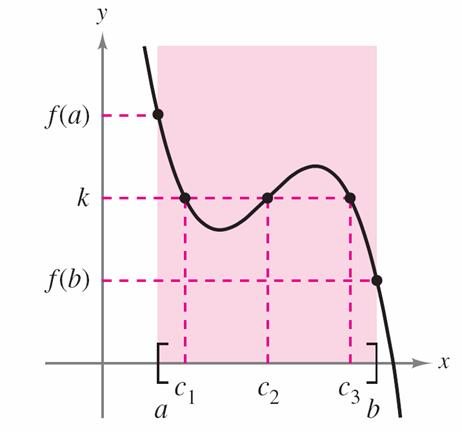 y
f(a)
k
f(b)
x
[ ]
c₁ c₂ c₃
a b